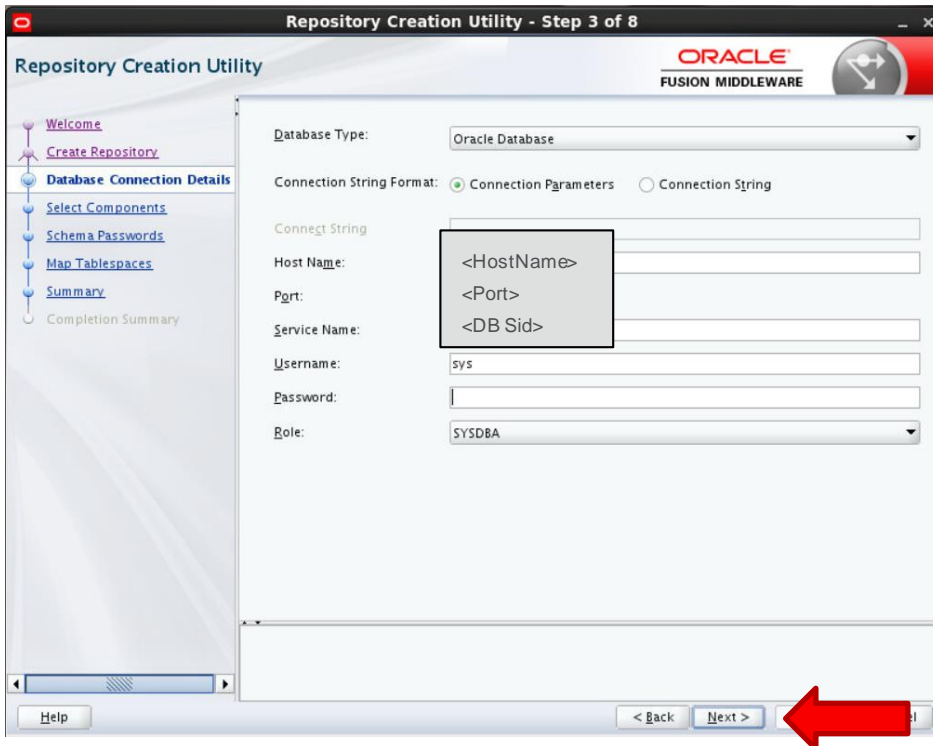 Repository Creation Utility - Step 3 of 8
Repository Creation Utility
ORACLE
FUSION MIDDLEWARE
Welcome
Create Repository
Database Connection Details
Select Components
Schema Passwords
Map Tablespaces
Summary
Completion Summary
Database Type: Oracle Database
Connection String Format: Connection Parameters Connection String
Connect String
Host Name: <HostName>
Port: <Port>
Service Name: <DB Sid>
Username: sys
Password:
Role: SYSDBA
Help < Back Next >